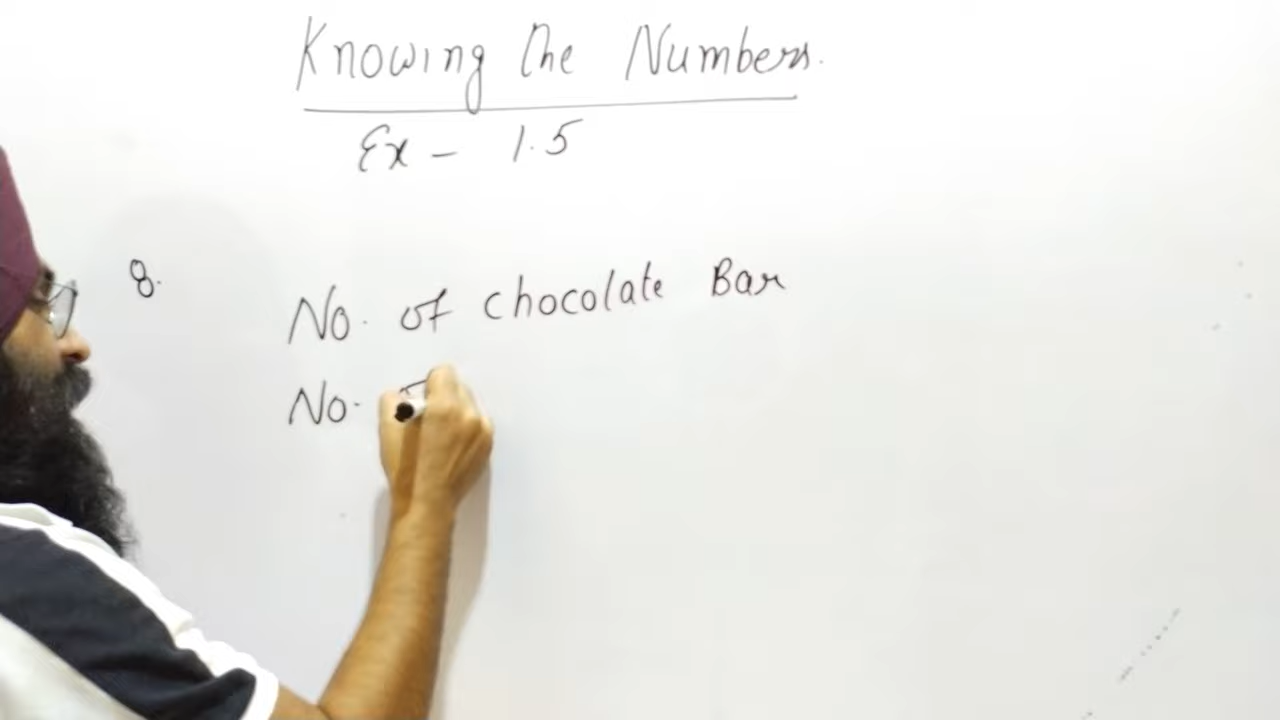 Knowing the Numbers.
Ex - 1.5
8.
No. of chocolate Bar
No.